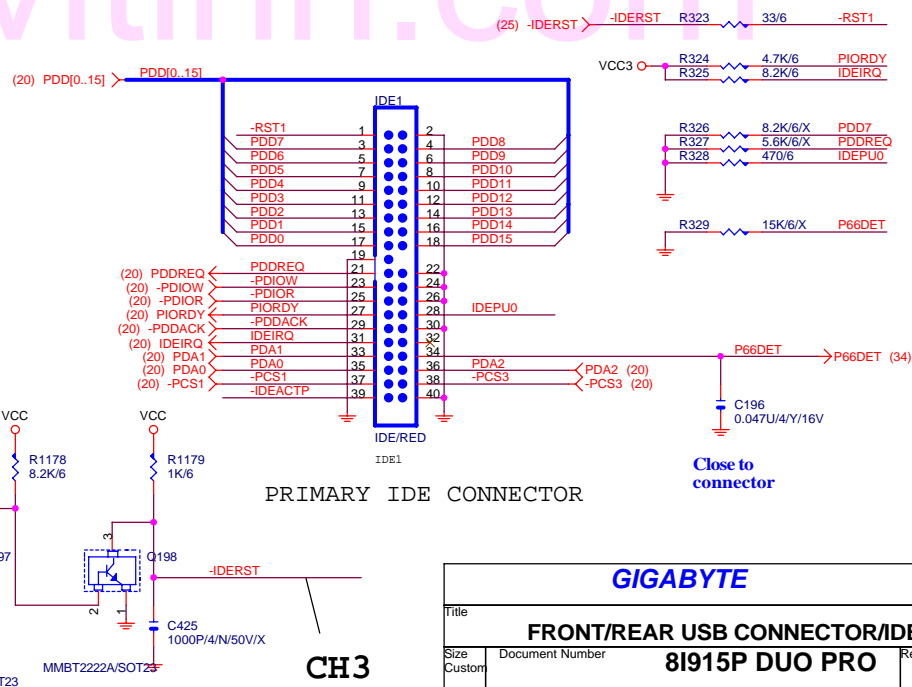 vitinh.com
(25) -IDERST -IDERST R323 33/6 -RST1
VCC3 R324 4.7K/6 PIORDY
R325 8.2K/6 IDEIRQ
(20) PDD[0..15] PDD[0..15]
IDE1
R326 8.2K/6/X PDD7
R327 5.6K/6/X PDDREQ
R328 470/6 IDEPU0
R329 15K/6/X P66DET
-RST1 1 2
PDD7 3 4 PDD8
PDD6 5 6 PDD9
PDD5 7 8 PDD10
PDD4 9 10 PDD11
PDD3 11 12 PDD12
PDD2 13 14 PDD13
PDD1 15 16 PDD14
PDD0 17 18 PDD15
19
(20) PDDREQ PDDREQ 21 22
(20) -PDIOW -PDIOW 23 24
(20) -PDIOR -PDIOR 25 26
(20) PIORDY PIORDY 27 28 IDEPU0
(20) -PDDACK -PDDACK 29 30
(20) IDEIRQ IDEIRQ 31 32
(20) PDA1 PDA1 33 34 P66DET P66DET (34)
(20) PDA0 PDA0 35 36 PDA2 PDA2 (20)
(20) -PCS1 -PCS1 37 38 -PCS3 -PCS3 (20)
-IDEACTP 39 40
IDE/RED
IDE1
C196
0.047U/4/Y/16V
Close to
connector
PRIMARY IDE CONNECTOR
VCC
R1178
8.2K/6
VCC
R1179
1K/6
97
3
Q198
2
1
-IDERST
C425
1000P/4/N/50V/X
MMBT2222A/SOT23
T23
CH3
GIGABYTE
Title
FRONT/REAR USB CONNECTOR/IDE
Size
Custom
Document Number
8I915P DUO PRO
Re